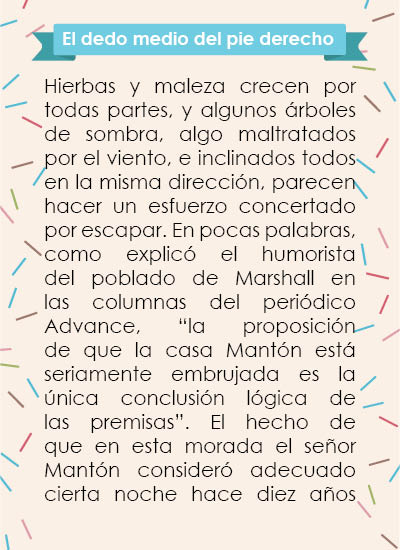 El dedo medio del pie derecho
Hierbas y maleza crecen por
todas partes, y algunos árboles
de sombra, algo maltratados
por el viento, e inclinados todos
en la misma dirección, parecen
hacer un esfuerzo concertado
por escapar. En pocas palabras,
como explicó el humorista
del poblado de Marshall en
las columnas del periódico
Advance, “la proposición
de que la casa Mantón está
seriamente embrujada es la
única conclusión lógica de
las premisas”. El hecho de
que en esta morada el señor
Mantón consideró adecuado
cierta noche hace diez años